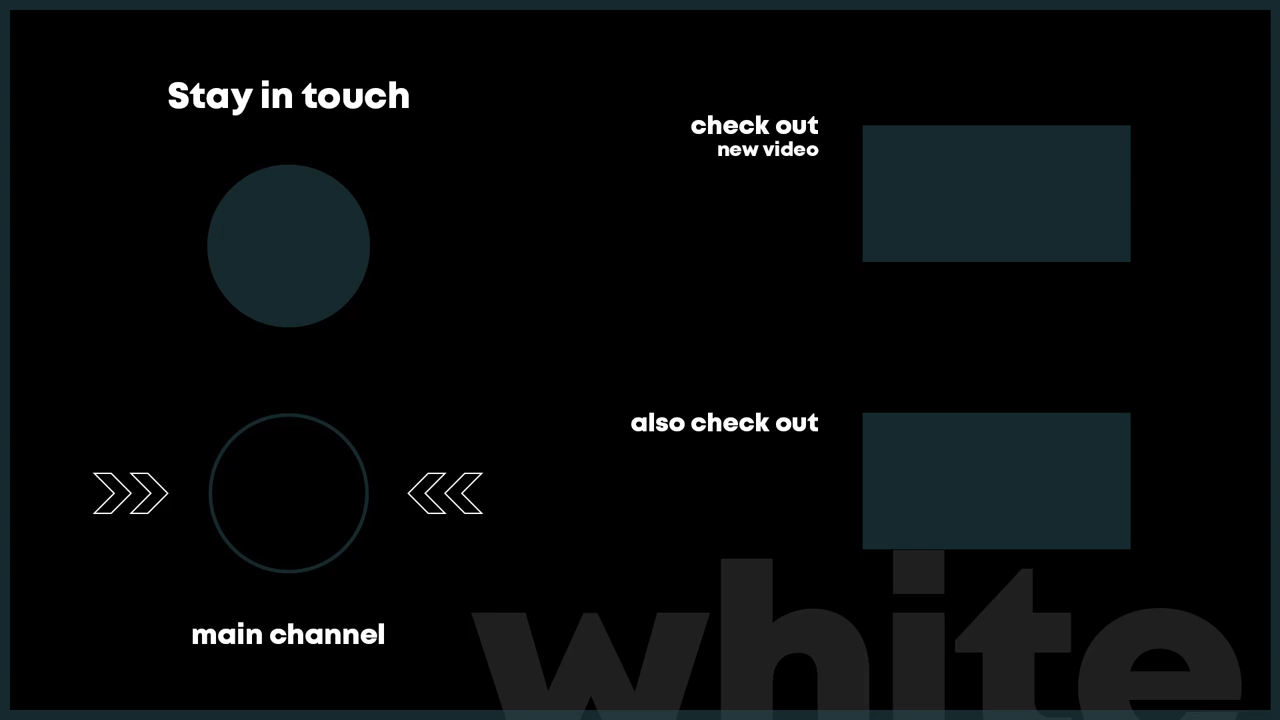 Stay in touch
check out
new video
also check out
main channel
white